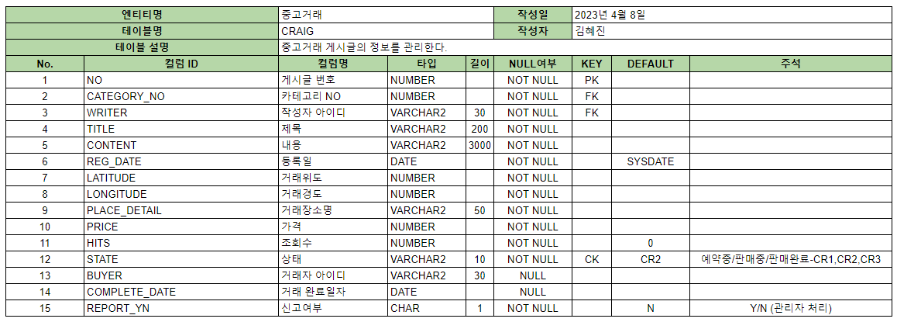 엔티티명 중고거래 작성일 2023년 4월 8일
테이블명 CRAIG 작성자 김혜진
테이블 설명 중고거래 게시글의 정보를 관리한다.
No. 컬럼 ID 컬럼명 타입 길이 NULL여부 KEY DEFAULT 주석
1 NO 게시글 번호 NUMBER NOT NULL PK
2 CATEGORY_NO 카테고리 NO NUMBER NOT NULL FK
3 WRITER 작성자 아이디 VARCHAR2 30 NOT NULL FK
4 TITLE 제목 VARCHAR2 200 NOT NULL
5 CONTENT 내용 VARCHAR2 3000 NOT NULL
6 REG_DATE 등록일 DATE NOT NULL SYSDATE
7 LATITUDE 거래위도 NUMBER NOT NULL
8 LONGITUDE 거래경도 NUMBER NOT NULL
9 PLACE_DETAIL 거래장소명 VARCHAR2 50 NOT NULL
10 PRICE 가격 NUMBER NOT NULL
11 HITS 조회수 NUMBER NOT NULL 0
12 STATE 상태 VARCHAR2 10 NOT NULL CK CR2 예약중/판매중/판매완료-CR1,CR2,CR3
13 BUYER 거래자 아이디 VARCHAR2 30 NULL
14 COMPLETE_DATE 거래 완료일자 DATE NULL
15 REPORT_YN 신고여부 CHAR 1 NOT NULL N Y/N (관리자 처리)